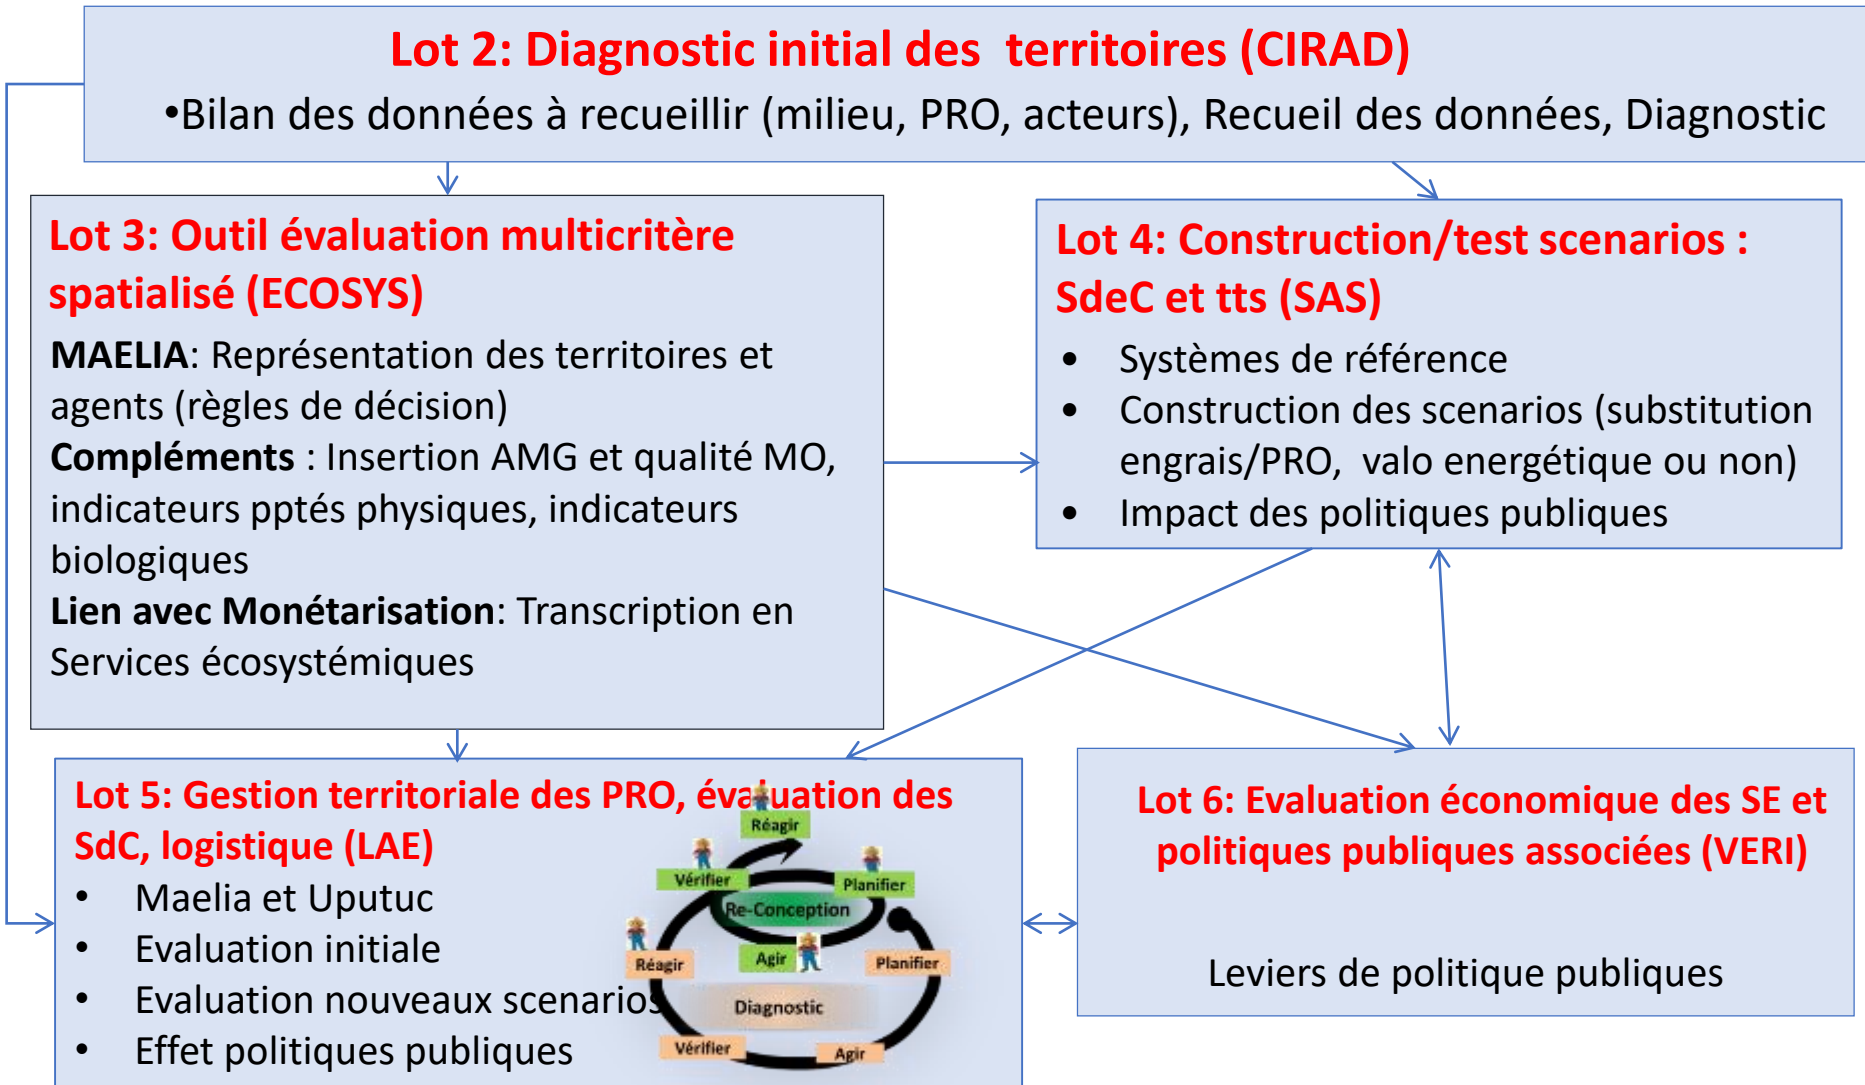 Lot 2: Diagnostic initial des territoires (CIRAD)
•Bilan des données à recueillir (milieu, PRO, acteurs), Recueil des données, Diagnostic
Lot 3: Outil évaluation multicritère
spatialisé (ECOSYS)
MAELIA: Représentation des territoires et
agents (règles de décision)
Compléments : Insertion AMG et qualité MO,
indicateurs pptés physiques, indicateurs
biologiques
Lien avec Monétarisation: Transcription en
Services écosystémiques
Lot 4: Construction/test scenarios :
SdeC et tts (SAS)
• Systèmes de référence
• Construction des scenarios (substitution
engrais/PRO, valo energétique ou non)
• Impact des politiques publiques
Lot 5: Gestion territoriale des PRO, évaluation des
SdC, logistique (LAE)
• Maelia et Uputuc
• Evaluation initiale
• Evaluation nouveaux scenarios
• Effet politiques publiques
Réagir
Vérifier
Planifier
Re-Conception
Agir
Réagir
Planifier
Diagnostic
Vérifier
Agir
Lot 6: Evaluation économique des SE et
politiques publiques associées (VERI)
Leviers de politique publiques